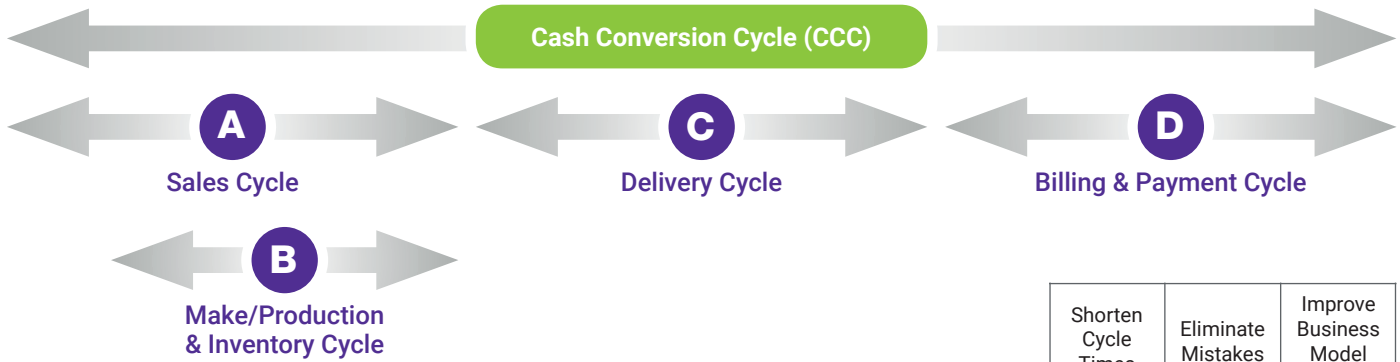 Cash Conversion Cycle (CCC)
A
C
D
Sales Cycle
Delivery Cycle
Billing & Payment Cycle
B
Make/Production
& Inventory Cycle
Shorten
Cycle
Times
Eliminate
Mistakes
Improve
Business
Model